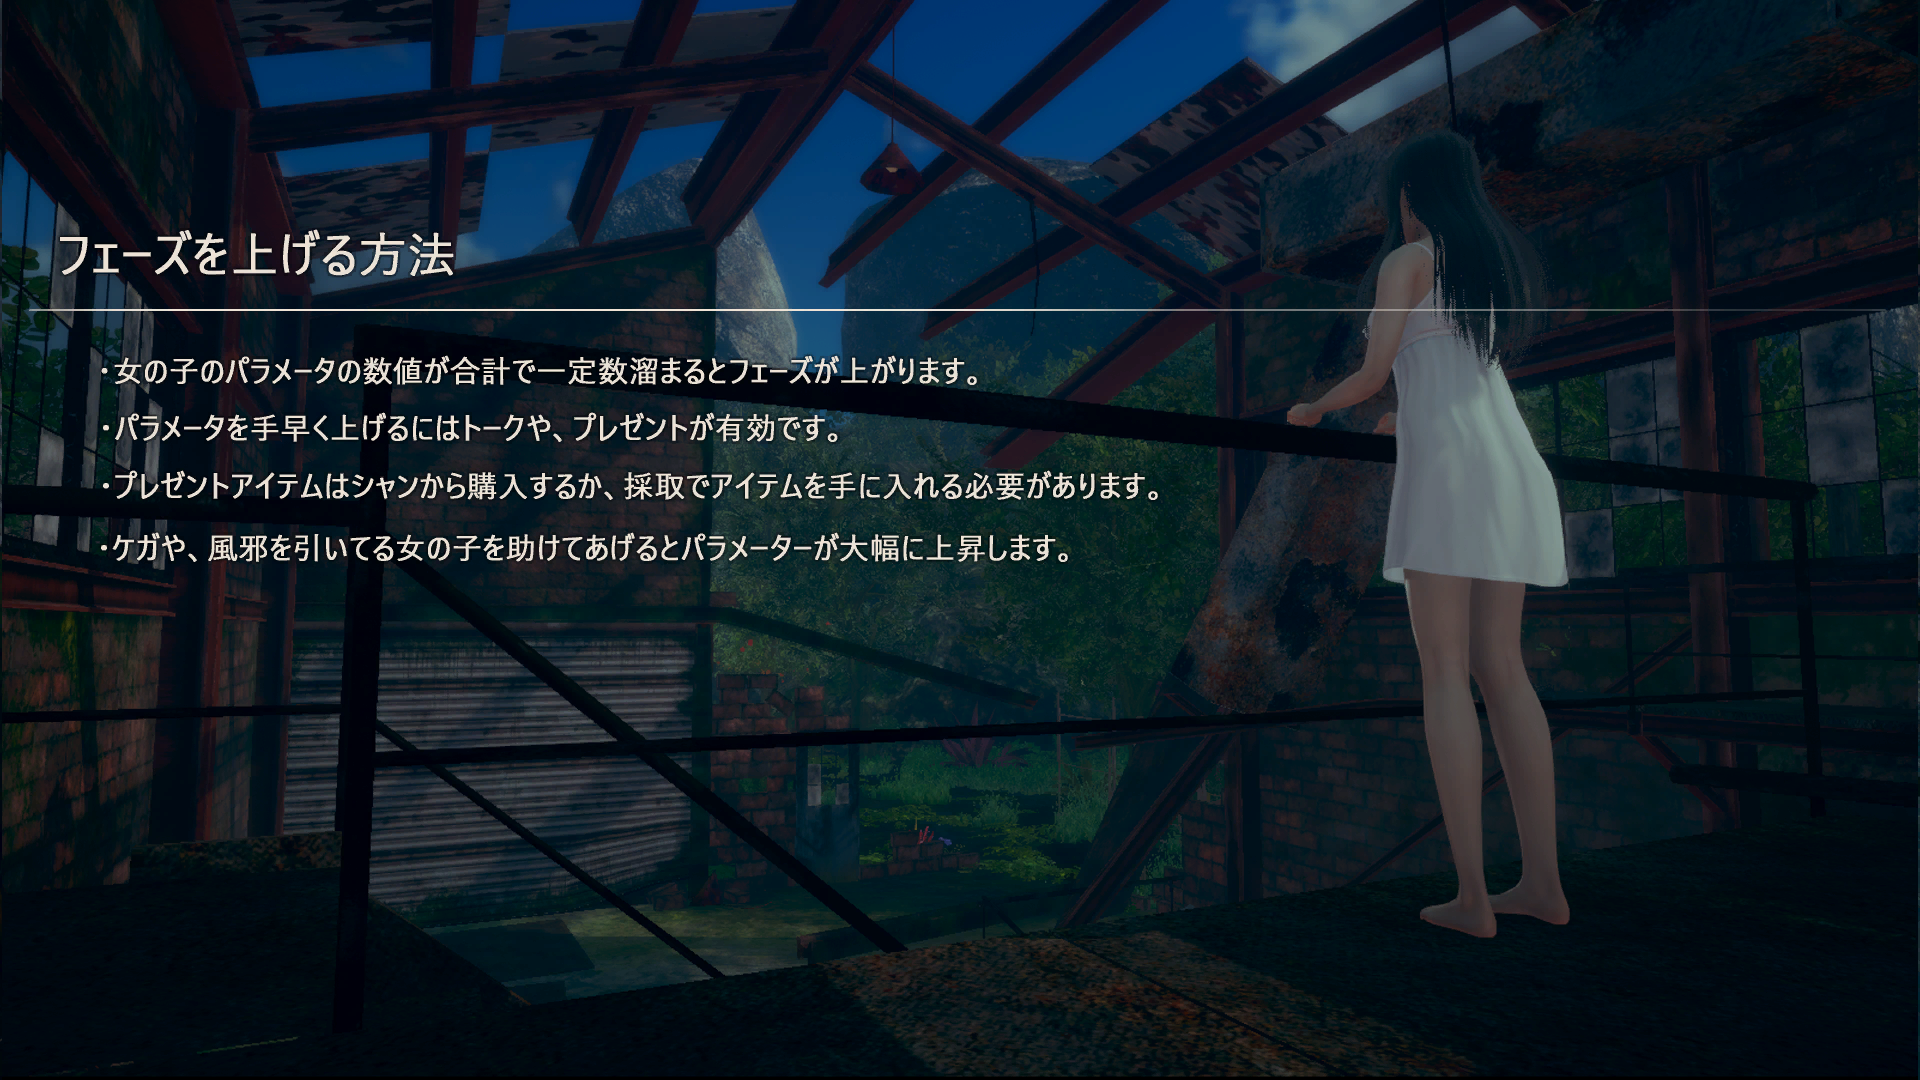 フェーズを上げる方法
・女の子のパラメータの数値が合計で一定数溜まるとフェーズが上がります。
・パラメータを手早く上げるにはトークや、プレゼントが有効です。
・プレゼントアイテムはシャンから購入するか、採取でアイテムを手に入れる必要があります。
・ケガや、風邪を引いてる女の子を助けてあげるとパラメーターが大幅に上昇します。